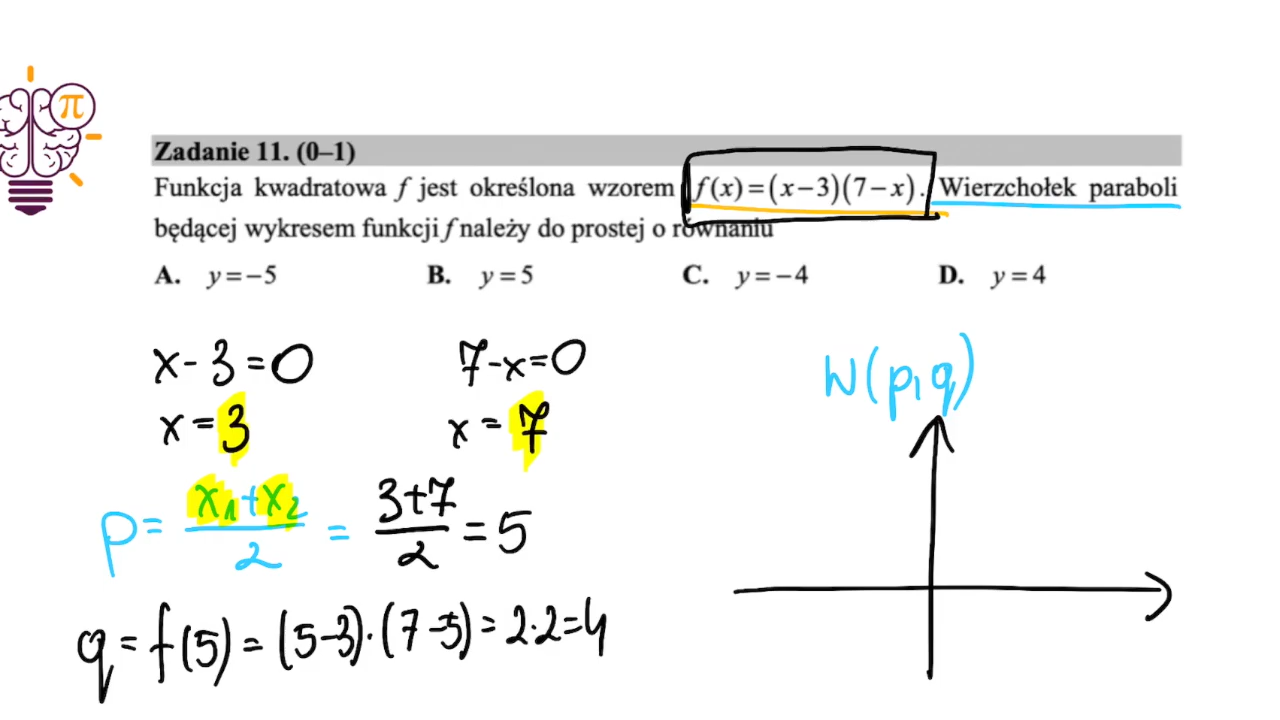 π
Zadanie 11. (0–1)
Funkcja kwadratowa f jest określona wzorem f(x)=(x−3)(7−x). Wierzchołek paraboli
będącej wykresem funkcji f należy do prostej o równaniu
A. y=−5 B. y=5 C. y=−4 D. y=4
x-3=0 7-x=0 W(p,q)
x=3 x=7
p= x₁+x₂/2 = 3+7/2 =5
q=f(5)=(5-3)·(7-5)=2·2=4